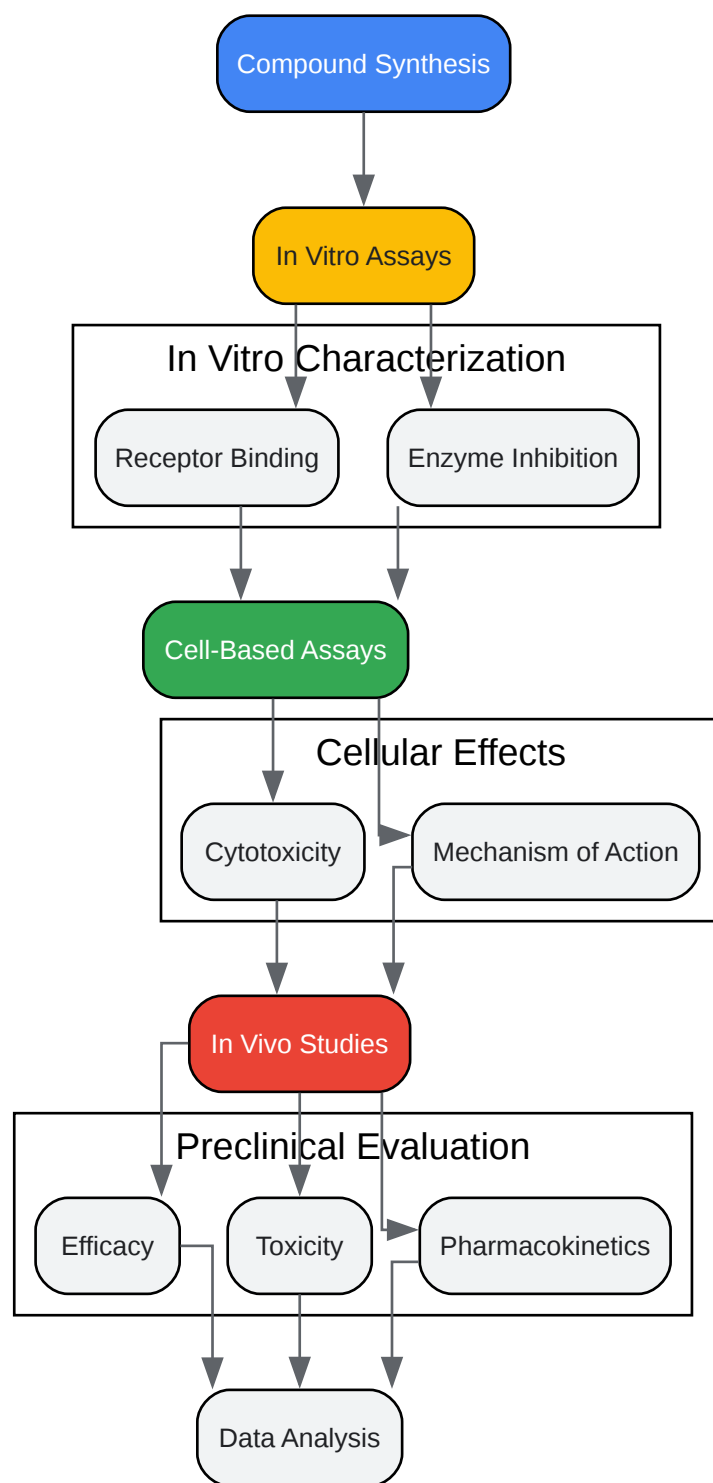 Compound Synthesis
In Vitro Assays
In Vitro Characterization
Receptor Binding
Enzyme Inhibition
Cell-Based Assays
Cellular Effects
Cytotoxicity
Mechanism of Action
In Vivo Studies
Preclinical Evaluation
Efficacy
Toxicity
Pharmacokinetics
Data Analysis